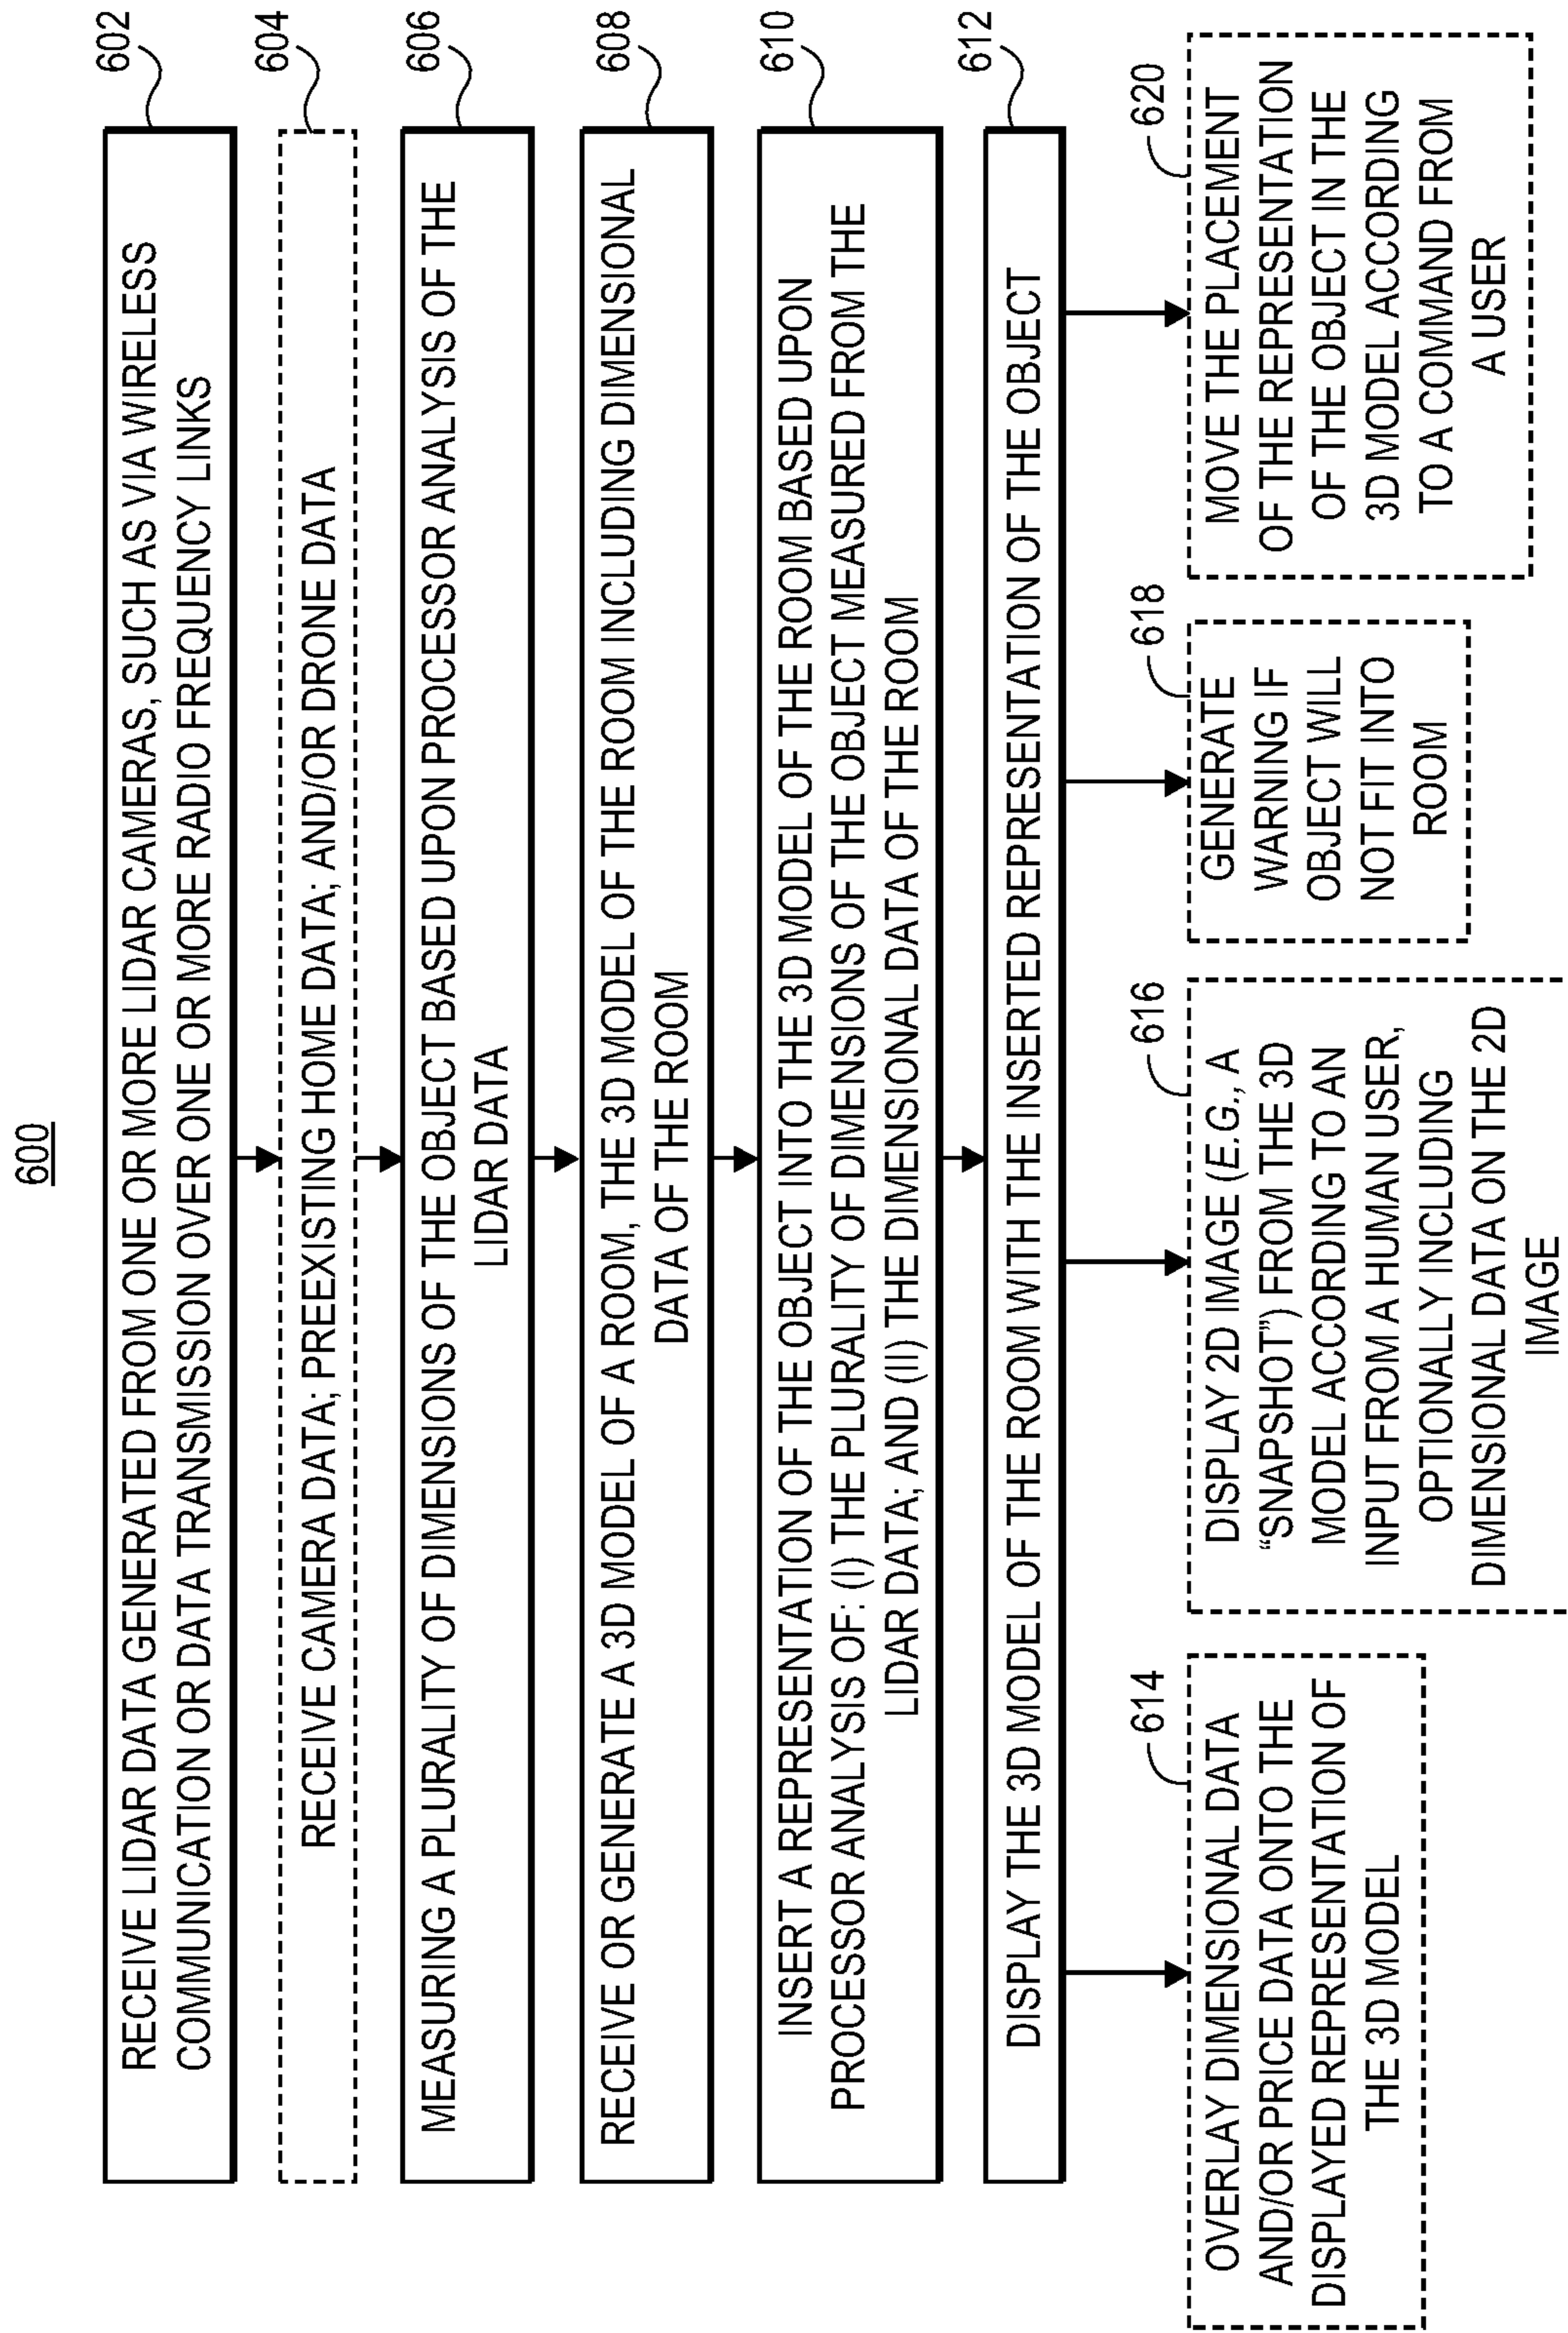 600
602
RECEIVE LIDAR DATA GENERATED FROM ONE OR MORE LIDAR CAMERAS, SUCH AS VIA WIRELESS
COMMUNICATION OR DATA TRANSMISSION OVER ONE OR MORE RADIO FREQUENCY LINKS
604
RECEIVE CAMERA DATA; PREEXISTING HOME DATA; AND/OR DRONE DATA
606
MEASURING A PLURALITY OF DIMENSIONS OF THE OBJECT BASED UPON PROCESSOR ANALYSIS OF THE
LIDAR DATA
608
RECEIVE OR GENERATE A 3D MODEL OF A ROOM, THE 3D MODEL OF THE ROOM INCLUDING DIMENSIONAL
DATA OF THE ROOM
610
INSERT A REPRESENTATION OF THE OBJECT INTO THE 3D MODEL OF THE ROOM BASED UPON
PROCESSOR ANALYSIS OF: (I) THE PLURALITY OF DIMENSIONS OF THE OBJECT MEASURED FROM THE
LIDAR DATA; AND (II) THE DIMENSIONAL DATA OF THE ROOM
612
DISPLAY THE 3D MODEL OF THE ROOM WITH THE INSERTED REPRESENTATION OF THE OBJECT
614
OVERLAY DIMENSIONAL DATA
AND/OR PRICE DATA ONTO THE
DISPLAYED REPRESENTATION OF
THE 3D MODEL
616
DISPLAY 2D IMAGE (E.G., A
“SNAPSHOT”) FROM THE 3D
MODEL ACCORDING TO AN
INPUT FROM A HUMAN USER,
OPTIONALLY INCLUDING
DIMENSIONAL DATA ON THE 2D
IMAGE
618
GENERATE
WARNING IF
OBJECT WILL
NOT FIT INTO
ROOM
620
MOVE THE PLACEMENT
OF THE REPRESENTATION
OF THE OBJECT IN THE
3D MODEL ACCORDING
TO A COMMAND FROM
A USER